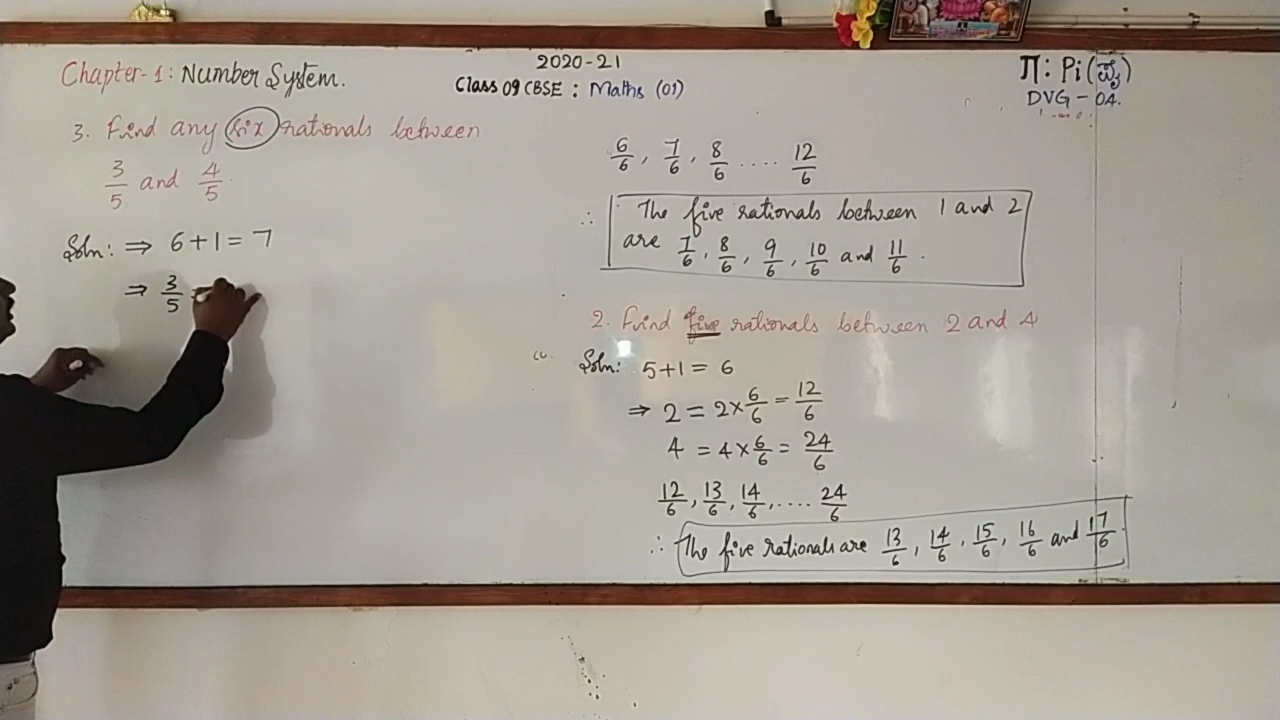 2020-21
Class 09 CBSE : Maths (01)
Π: Pi (ಪೈ)
DVG - 04.
Chapter-1: Number System.
3. Find any six rationals between
3/5 and 4/5.
Soln: ⇒ 6+1 = 7
⇒ 3/5
6/6, 7/6, 8/6 .... 12/6
∴ The five rationals between 1 and 2
are 7/6, 8/6, 9/6, 10/6 and 11/6.
2. Find five rationals between 2 and 4
Soln: 5+1 = 6
⇒ 2 = 2×6/6 = 12/6
4 = 4×6/6 = 24/6
12/6, 13/6, 14/6, .... 24/6
∴ The five rationals are 13/6, 14/6, 15/6, 16/6 and 17/6.